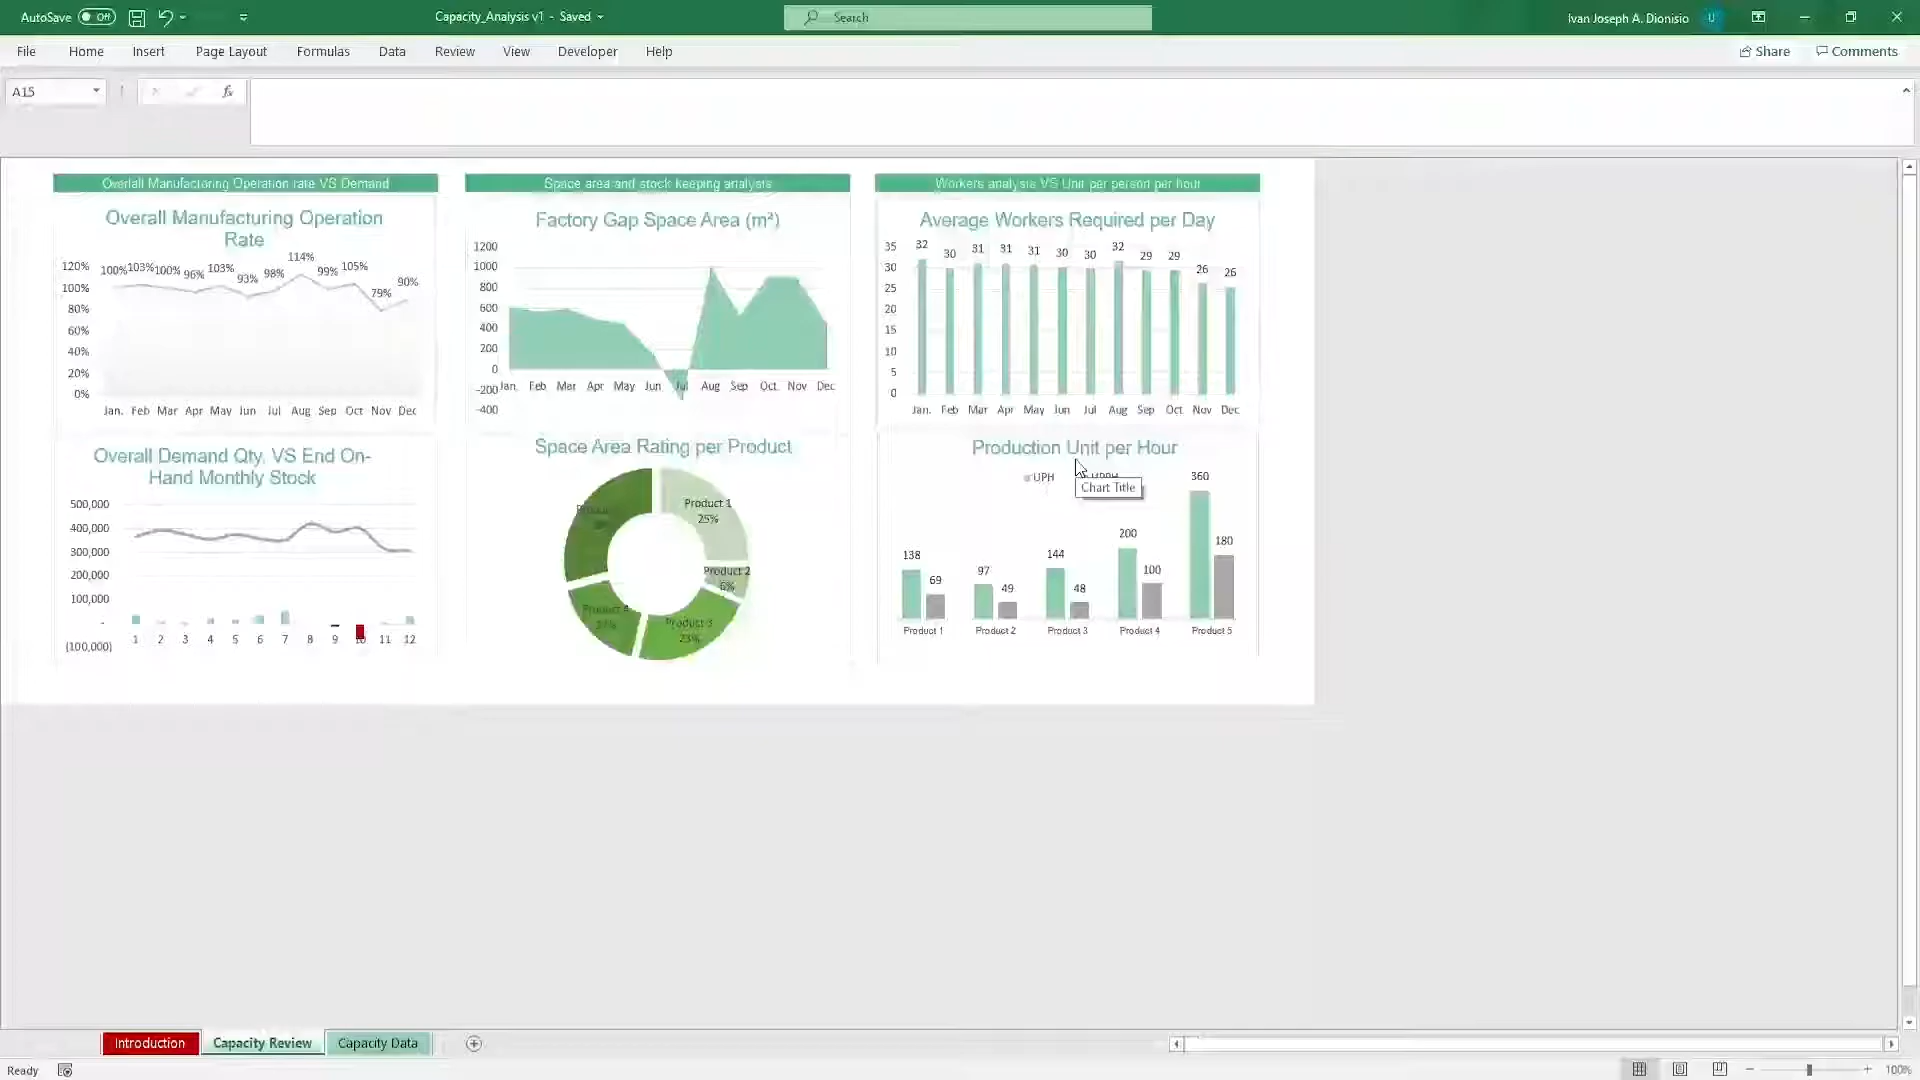 AutoSave Off Capacity_Analysis v1 - Saved Search Ivan Joseph A. Dionisio
File Home Insert Page Layout Formulas Data Review View Developer Help Share Comments
A15 fx
Overlall Manufactoring Operation rate VS Demand
Overall Manufactoring Operation
Rate
120% 100% 80% 60% 40% 20% 0%
100% 103% 100% 96% 103% 93% 98% 114% 99% 105% 79% 90%
Jan. Feb Mar Apr May Jun Jul Aug Sep Oct Nov Dec
Overall Demand Qty. VS End On-
Hand Monthly Stock
500,000
400,000
300,000
200,000
100,000
-
(100,000)
1 2 3 4 5 6 7 8 9 10 11 12
Space area and stock keeping analysis
Factory Gap Space Area (m²)
1200
1000
800
600
400
200
0
-200
-400
Jan. Feb Mar Apr May Jun Jul Aug Sep Oct Nov Dec
Space Area Rating per Product
Product 1
25%
Product 2
6%
Product 3
23%
Product 4
Workers analysis VS Unit per person per hour
Average Workers Required per Day
35
30
25
20
15
10
5
0
32 30 31 31 31 30 30 32 29 29 26 26
Jan. Feb Mar Apr May Jun Jul Aug Sep Oct Nov Dec
Production Unit per Hour
UPH
Chart Title
138 69 97 49 144 48 200 100 360 180
Product 1 Product 2 Product 3 Product 4 Product 5
Introduction Capacity Review Capacity Data
Ready 100%